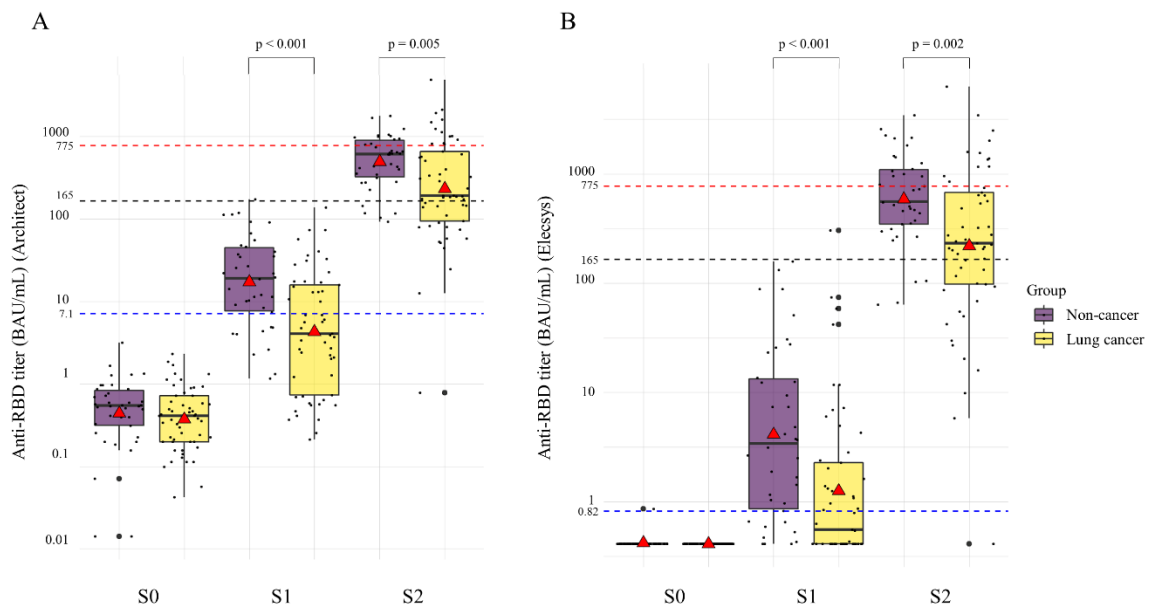 A
B
p < 0.001
p = 0.005
p < 0.001
p = 0.002
Anti-RBD titer (BAU/mL) (Architect)
1000
775
165
100
10
7.1
1
0.1
0.01
S0
S1
S2
Anti-RBD titer (BAU/mL) (Elecsys)
1000
775
165
100
10
1
0.82
S0
S1
S2
Group
Non-cancer
Lung cancer